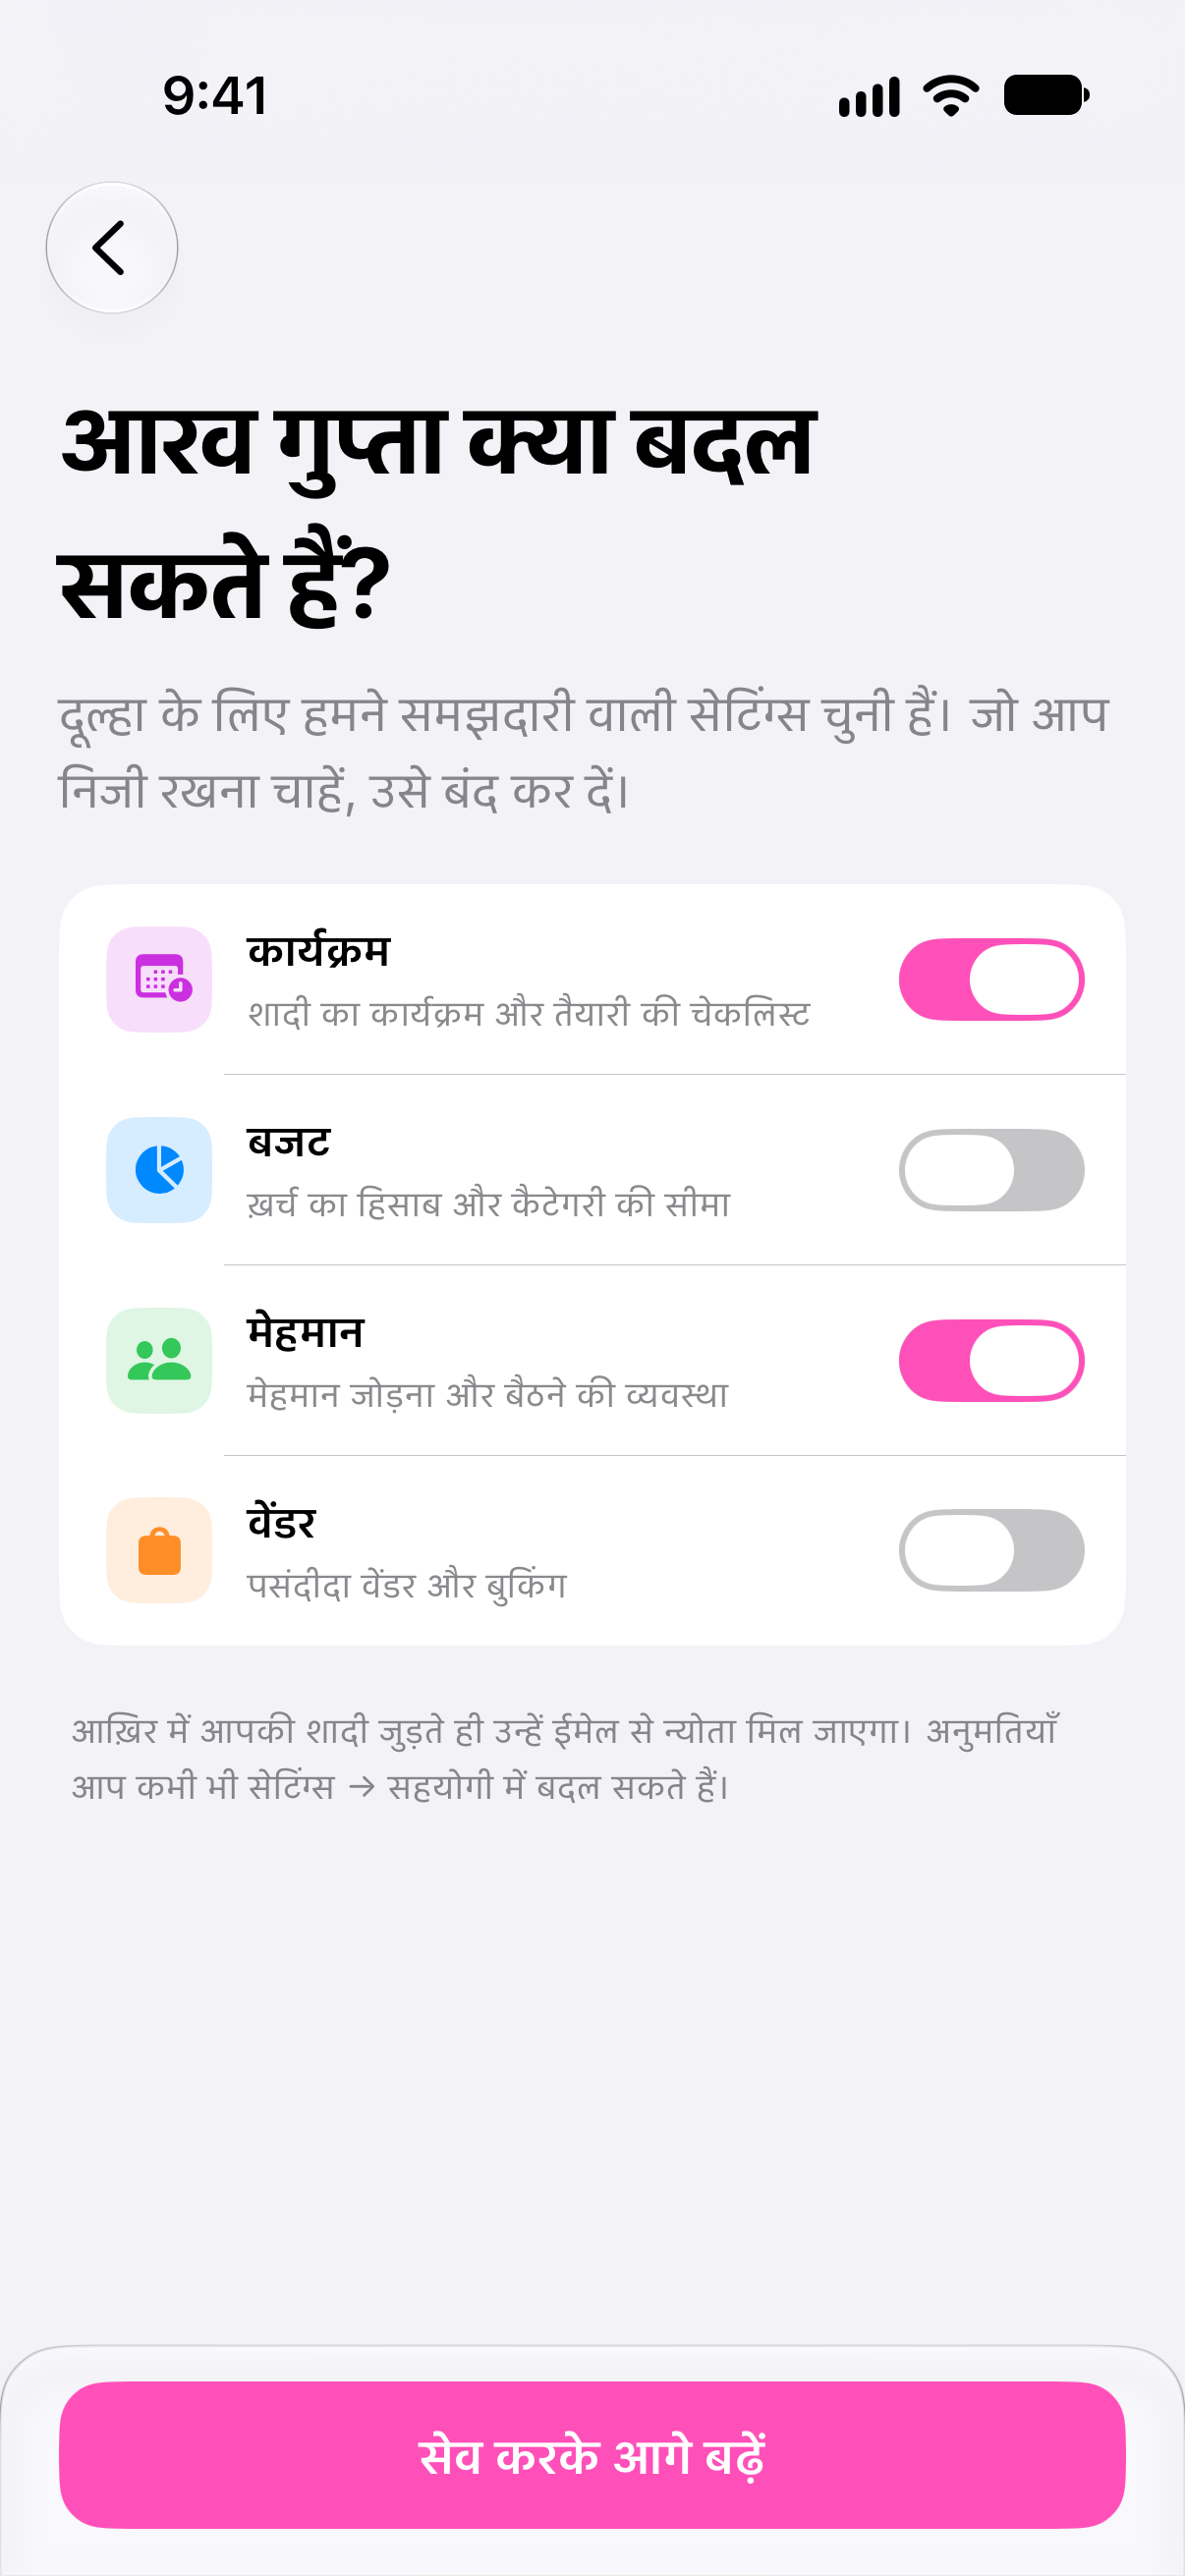 9:41
आरव गुप्ता क्या बदल
सकते हैं?
दूल्हा के लिए हमने समझदारी वाली सेटिंग्स चुनी हैं। जो आप
निजी रखना चाहें, उसे बंद कर दें।
कार्यक्रम
शादी का कार्यक्रम और तैयारी की चेकलिस्ट
बजट
ख़र्च का हिसाब और कैटेगरी की सीमा
मेहमान
मेहमान जोड़ना और बैठने की व्यवस्था
वेंडर
पसंदीदा वेंडर और बुकिंग
आख़िर में आपकी शादी जुड़ते ही उन्हें ईमेल से न्योता मिल जाएगा। अनुमतियाँ
आप कभी भी सेटिंग्स → सहयोगी में बदल सकते हैं।
सेव करके आगे बढ़ें